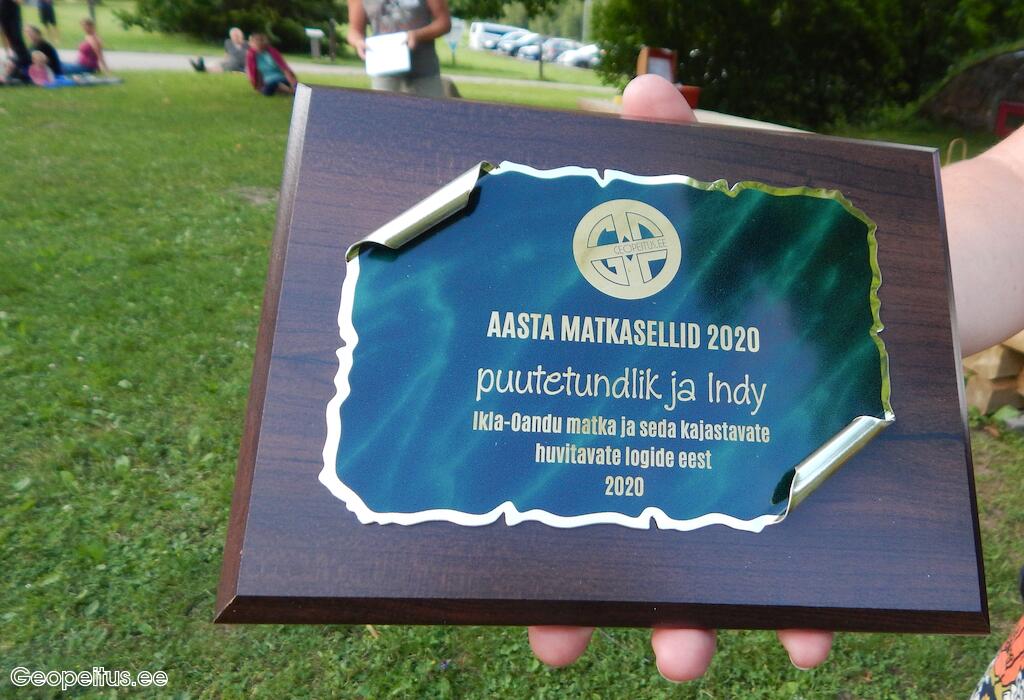 GEOPEITUS.EE
AASTA MATKASELLID 2020
puutetundlik ja Indy
Ikla-Oandu matka ja seda kajastavate
huvitavate logide eest
2020
Geopeitus.ee